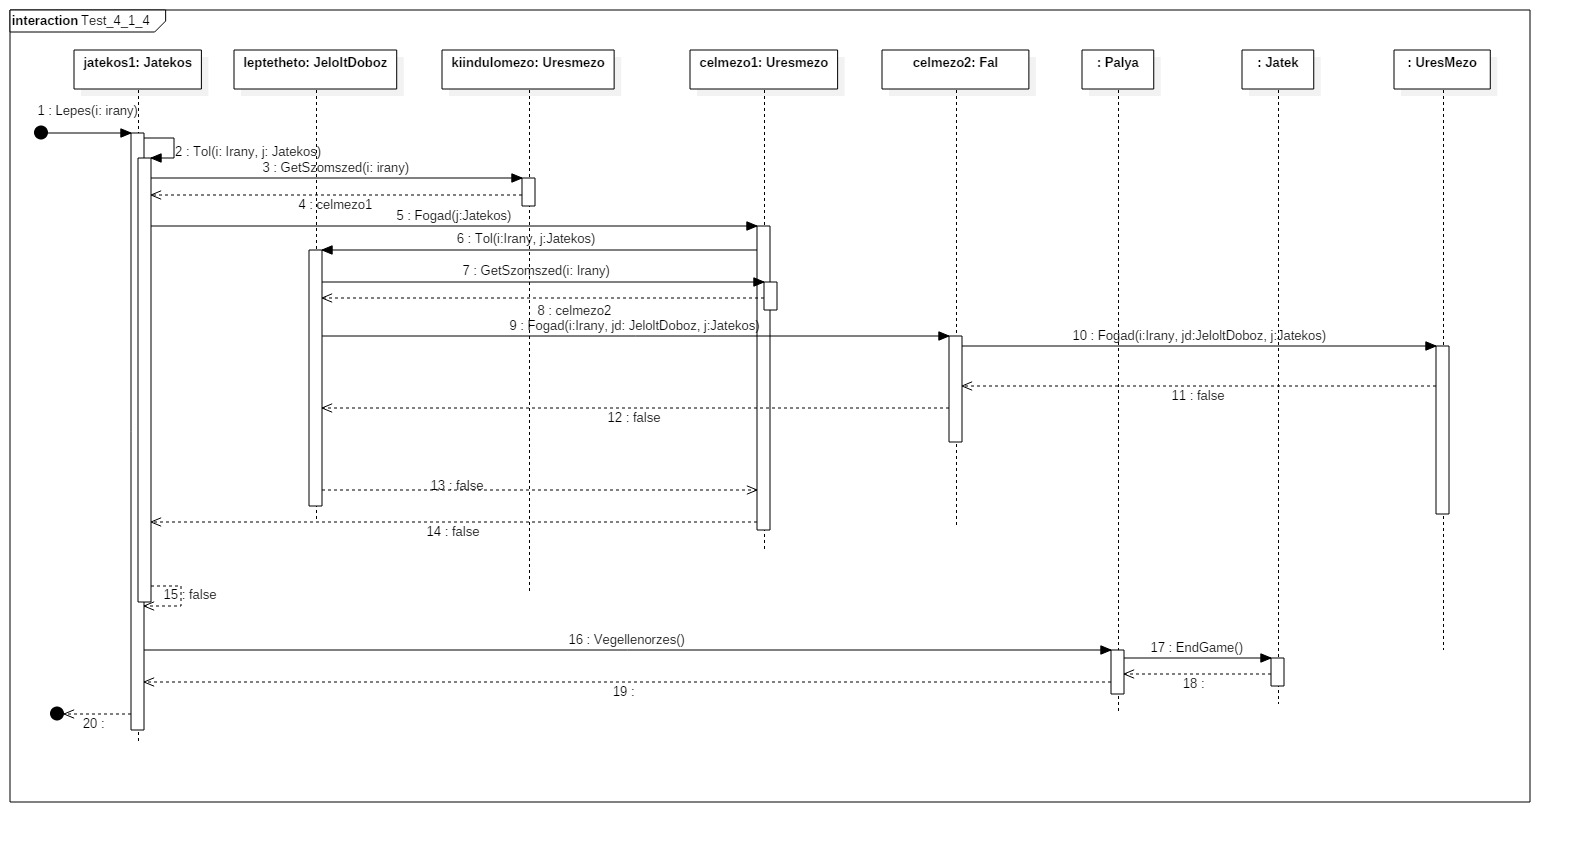 interaction Test_4_1_4
jatekos1: Jatekos
leptetheto: JeloltDoboz
kiindulomezo: Uresmezo
celmezo1: Uresmezo
celmezo2: Fal
: Palya
: Jatek
: UresMezo
1 : Lepes(i: irany)
2 : Tol(i: Irany, j: Jatekos)
3 : GetSzomszed(i: irany)
4 : celmezo1
5 : Fogad(j:Jatekos)
6 : Tol(i:Irany, j:Jatekos)
7 : GetSzomszed(i: Irany)
8 : celmezo2
9 : Fogad(i:Irany, jd: JeloltDoboz, j:Jatekos)
10 : Fogad(i:Irany, jd:JeloltDoboz, j:Jatekos)
11 : false
12 : false
13 : false
14 : false
15 : false
16 : Vegellenorzes()
17 : EndGame()
18 :
19 :
20 :